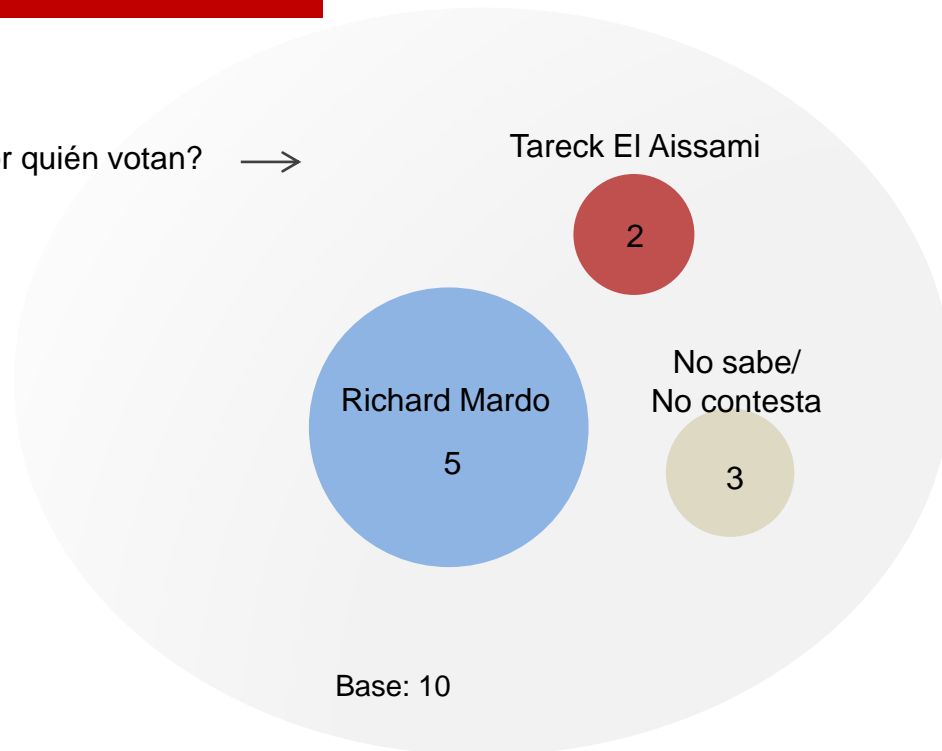 r quién votan?
Tareck El Aissami
2
No sabe/
No contesta
3
Richard Mardo
5
Base: 10